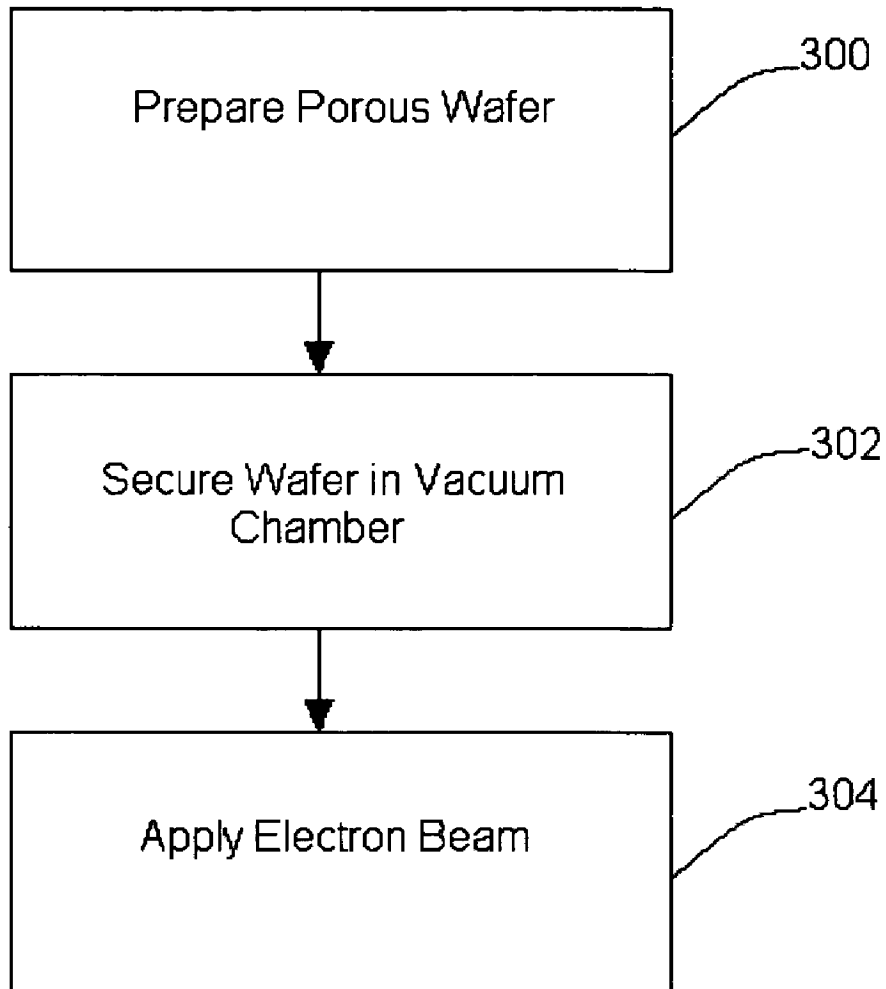 Prepare Porous Wafer
300
Secure Wafer in Vacuum
Chamber
302
Apply Electron Beam
304